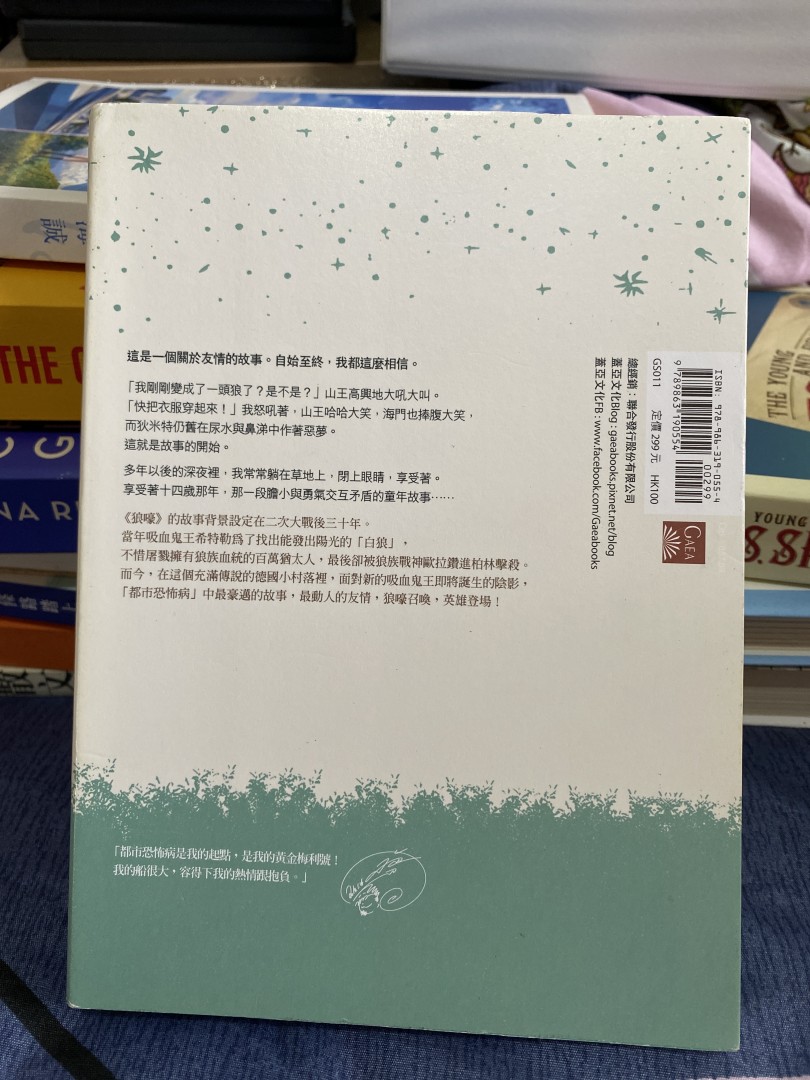 這是一個關於友情的故事。自始至終，我都這麼相信。
「我剛剛變成了一頭狼了？是不是？」山王高興地大吼大叫。
「快把衣服穿起來！」我怒吼著，山王哈哈大笑，海門也捧腹大笑，
而狄米特仍舊在尿水與鼻涕中作著惡夢。
這就是故事的開始。
多年以後的深夜裡，我常常躺在草地上，閉上眼睛，享受著。
享受著十四歲那年，那一段膽小與勇氣交互矛盾的童年故事……
《狼嚎》的故事背景設定在二次大戰後三十年。
當年吸血鬼王希特勒為了找出能發出陽光的「白狼」，
不惜屠戮擁有狼族血統的百萬猶太人，最後卻被狼族戰神歐拉鑽進柏林擊殺。
而今，在這個充滿傳說的德國小村落裡，面對新的吸血鬼王即將誕生的陰影，
「都市恐怖病」中最豪邁的故事，最動人的友情，狼嚎召喚，英雄登場！
「都市恐怖病是我的起點，是我的黃金梅利號！
我的船很大，容得下我的熱情跟抱負。」
ISBN: 978-986-319-055-4
9 789863 190554
00299
GS011 定價 299 元 HK100
總經銷：聯合發行股份有限公司
蓋亞文化Blog : gaeabooks.pixnet.net/blog
蓋亞文化FB : www.facebook.com/Gaeabooks
GAEA
誠
THE
THE YOUNG
AND
YOUNG